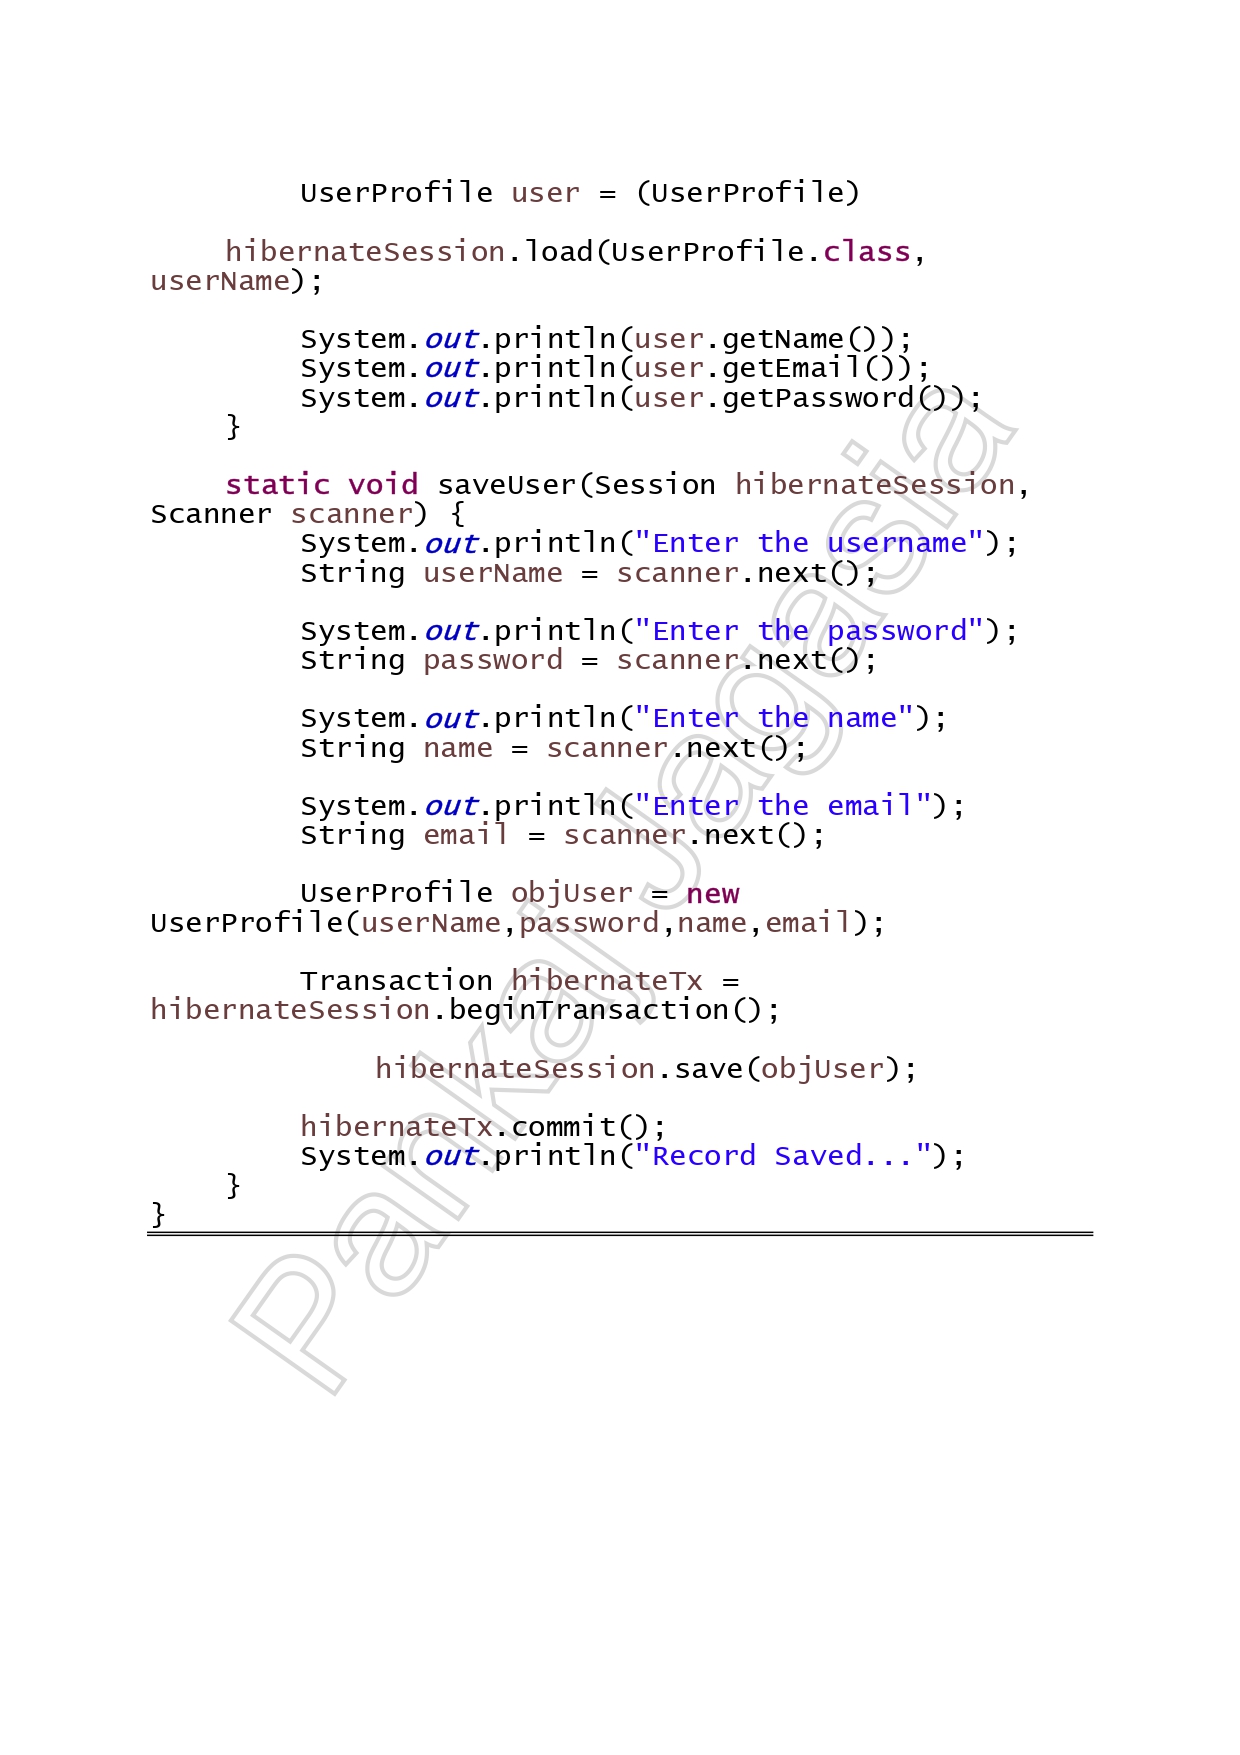 UserProfile user = (UserProfile)
hibernateSession.load(UserProfile.class,
userName);
System.out.println(user.getName());
System.out.println(user.getEmail());
System.out.println(user.getPassword());
}
static void saveUser(Session hibernateSession,
Scanner scanner) {
System.out.println("Enter the username");
String userName = scanner.next();
System.out.println("Enter the password");
String password = scanner.next();
System.out.println("Enter the name");
String name = scanner.next();
System.out.println("Enter the email");
String email = scanner.next();
UserProfile objUser = new
UserProfile(userName,password,name,email);
Transaction hibernateTx =
hibernateSession.beginTransaction();
hibernateSession.save(objUser);
hibernateTx.commit();
System.out.println("Record Saved...");
}
}
Pankaj Jagasia